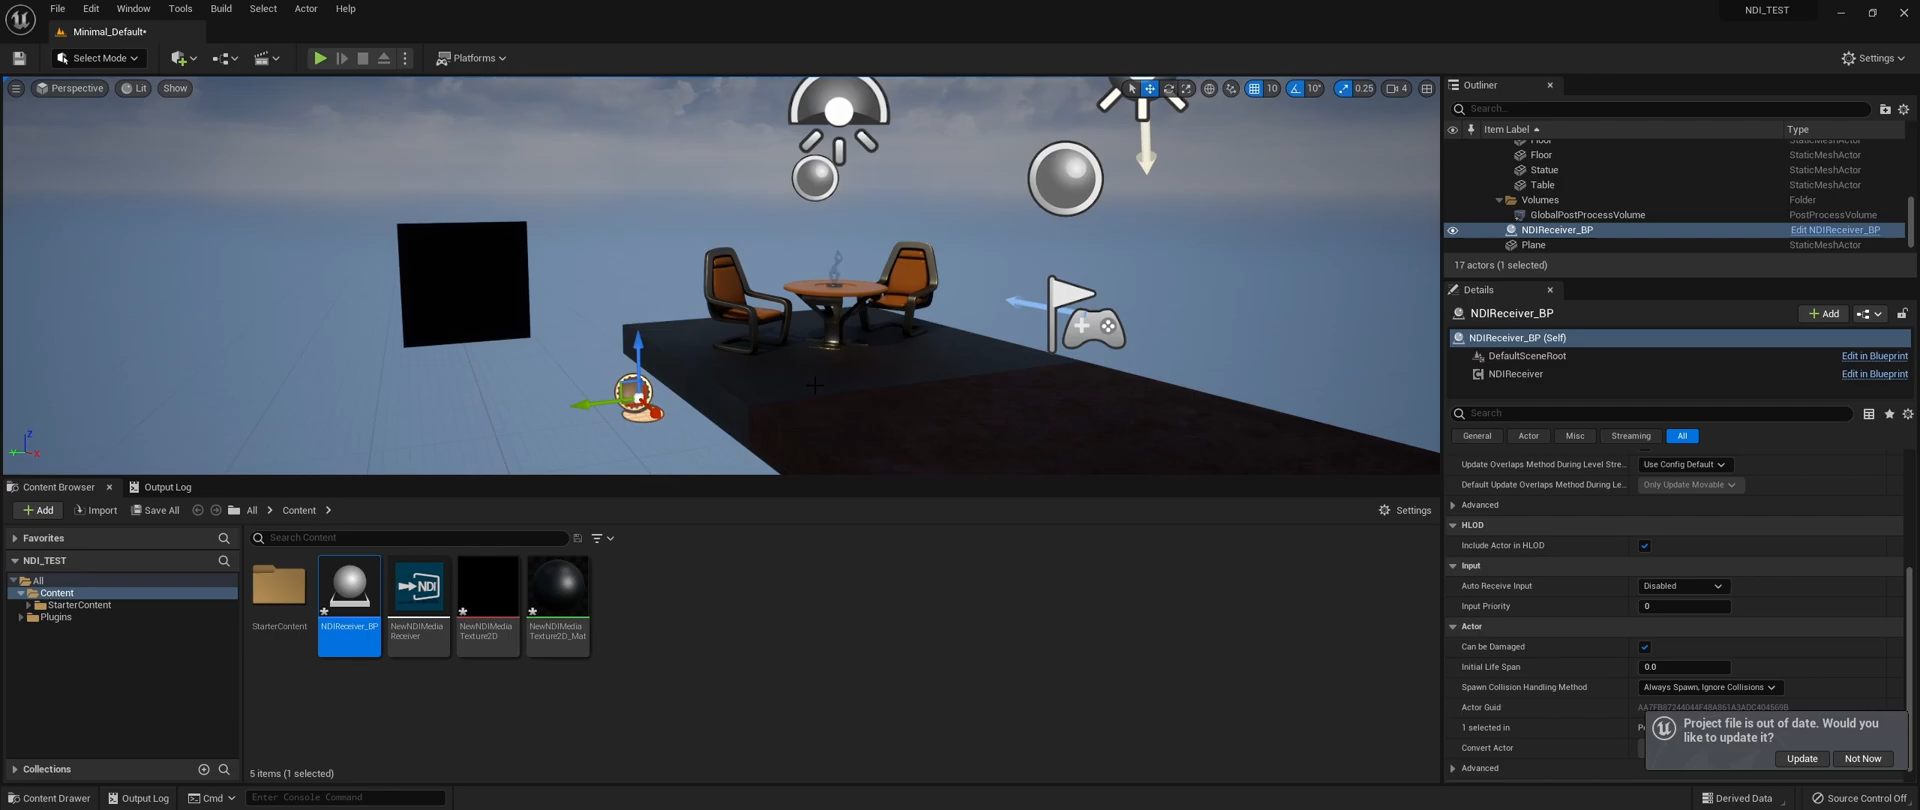 File Edit Window Tools Build Select Actor Help
NDI_TEST
Minimal_Default*
Select Mode
Platforms
Settings
Perspective Lit Show
10 10° 0.25 4
Outliner
Search...
Item Label Type
Floor StaticMeshActor
Floor StaticMeshActor
Statue StaticMeshActor
Table StaticMeshActor
Volumes Folder
GlobalPostProcessVolume PostProcessVolume
NDIReceiver_BP Edit NDIReceiver_BP
Plane StaticMeshActor
17 actors (1 selected)
Details
NDIReceiver_BP
Add
NDIReceiver_BP (Self)
DefaultSceneRoot Edit in Blueprint
NDIReceiver Edit in Blueprint
Search
General Actor Misc Streaming All
Update Overlaps Method During Level Stre... Use Config Default
Default Update Overlaps Method During Le... Only Update Movable
Advanced
HLOD
Include Actor in HLOD
Input
Auto Receive Input Disabled
Input Priority 0
Actor
Can be Damaged
Initial Life Span 0.0
Spawn Collision Handling Method Always Spawn, Ignore Collisions
Actor Guid
1 selected in
Convert Actor
Advanced
Project file is out of date. Would you
like to update it?
Update Not Now
z
Y
X
Content Browser Output Log
Add Import Save All All Content
Settings
Favorites
Search Content
NDI_TEST
All
Content
StarterContent
Plugins
NDI
StarterContent
NDIReceiver_BP
NewNDIMedia
Receiver
NewNDIMedia
Texture2D
NewNDIMedia
Texture2D_Mat
Collections
5 items (1 selected)
Content Drawer Output Log Cmd Enter Console Command
Derived Data Source Control Off